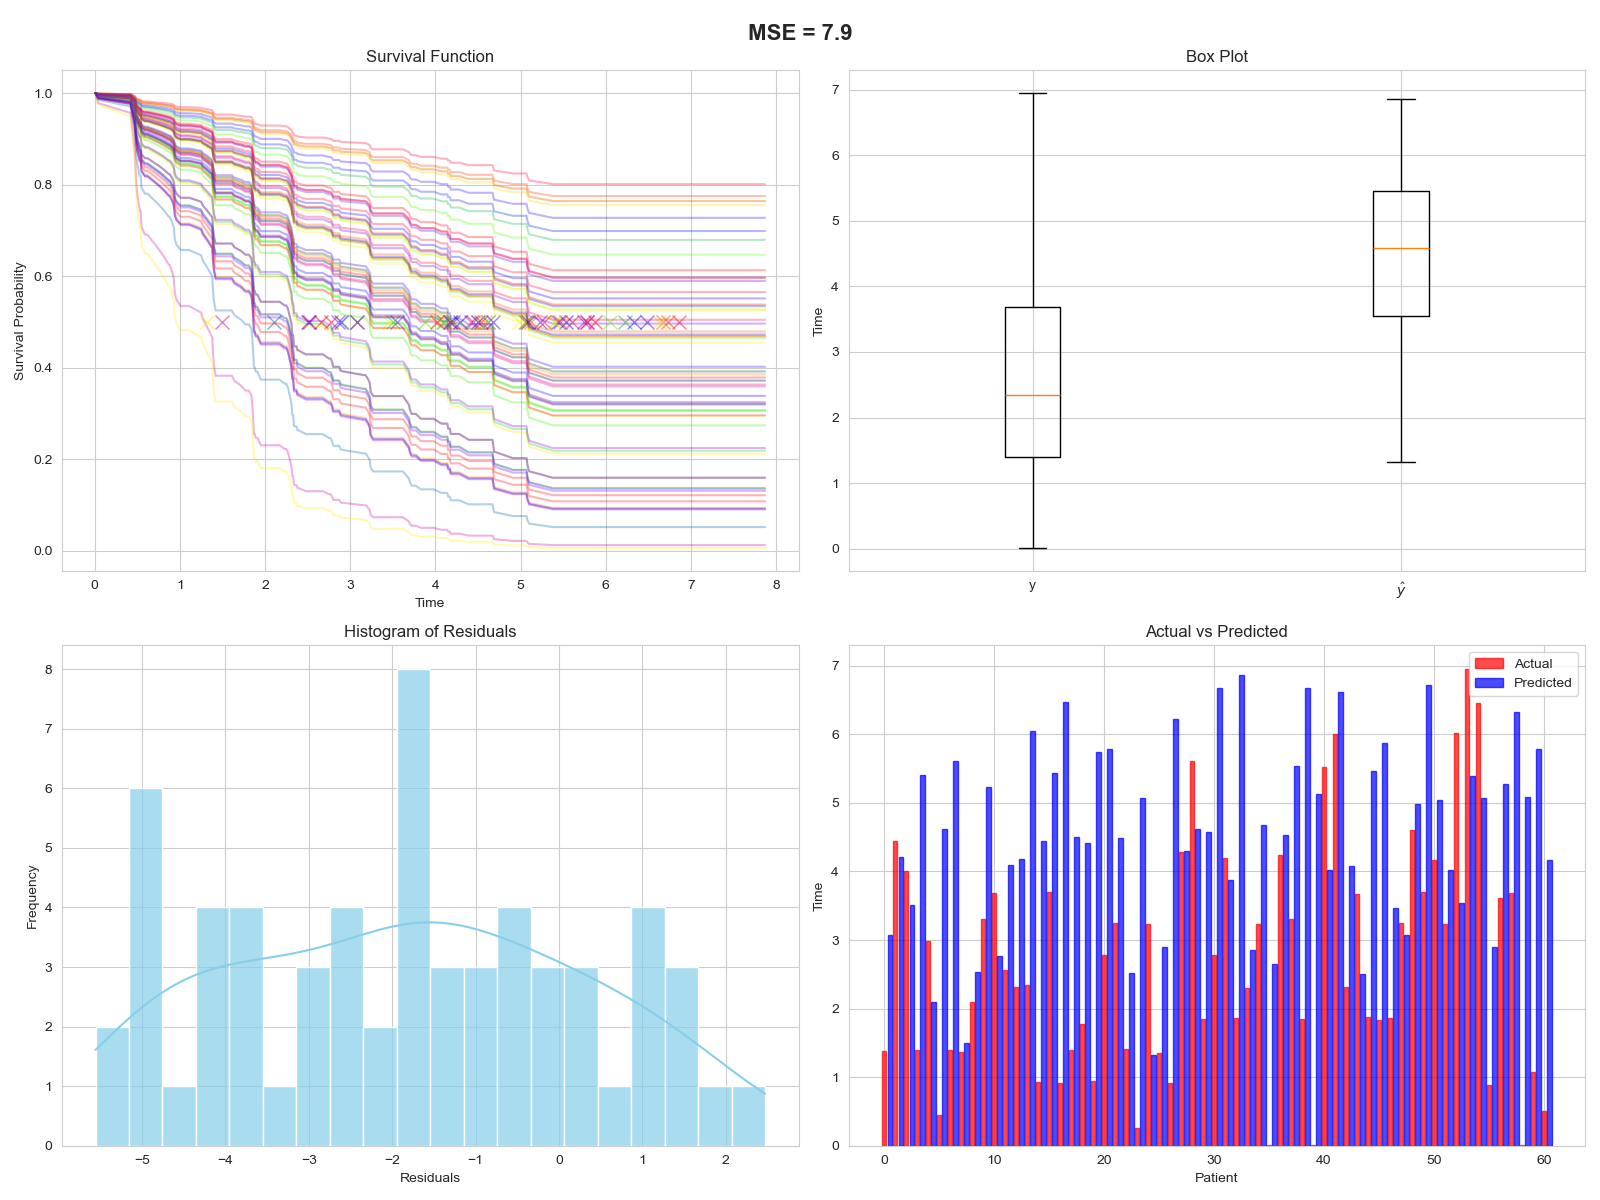 MSE = 7.9
Survival Function
Survival Probability
1.0
0.8
0.6
0.4
0.2
0.0
0 1 2 3 4 5 6 7 8
Time
Box Plot
Time
7
6
5
4
3
2
1
0
y ŷ
Histogram of Residuals
Frequency
8
7
6
5
4
3
2
1
0
−5 −4 −3 −2 −1 0 1 2
Residuals
Actual vs Predicted
Actual
Predicted
Time
7
6
5
4
3
2
1
0
0 10 20 30 40 50 60
Patient